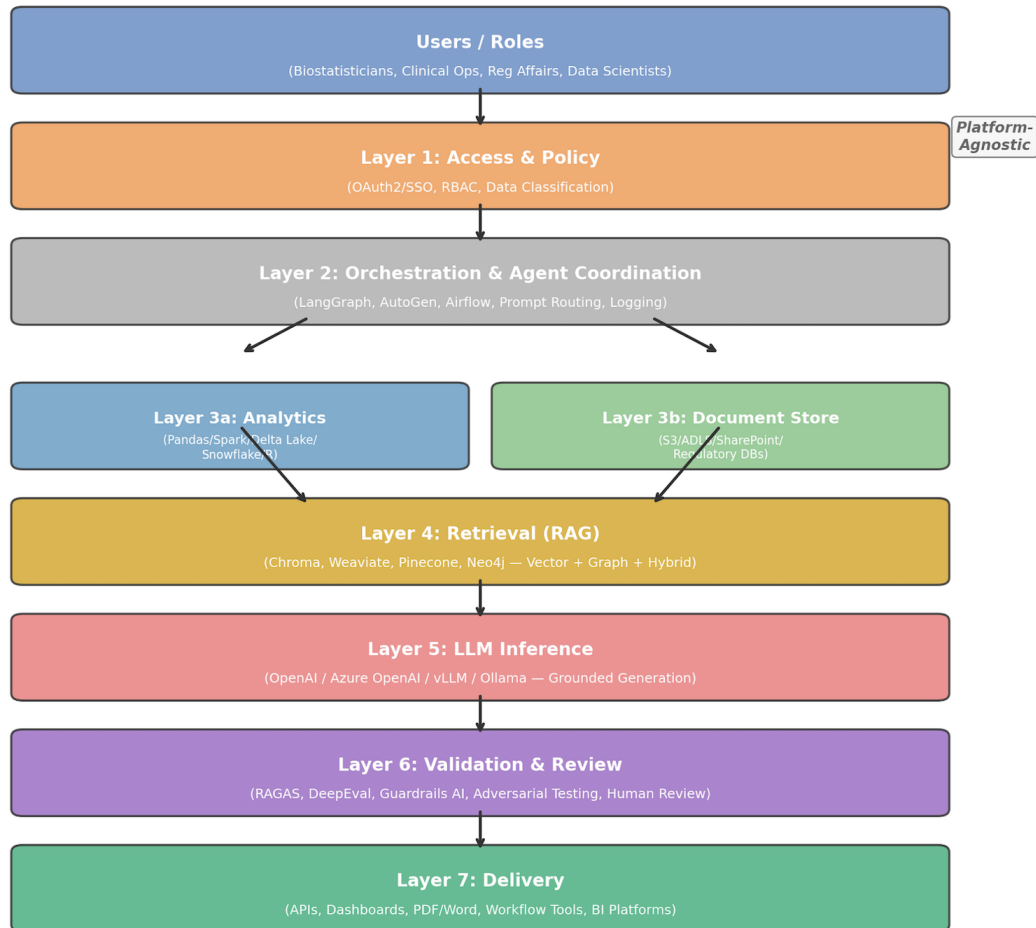 Users / Roles
(Biostatisticians, Clinical Ops, Reg Affairs, Data Scientists)
Platform-
Agnostic
Layer 1: Access & Policy
(OAuth2/SSO, RBAC, Data Classification)
Layer 2: Orchestration & Agent Coordination
(LangGraph, AutoGen, Airflow, Prompt Routing, Logging)
Layer 3a: Analytics
(Pandas/Spark/Delta Lake/
Snowflake/R)
Layer 3b: Document Store
(S3/ADLS/SharePoint/
Regulatory DBs)
Layer 4: Retrieval (RAG)
(Chroma, Weaviate, Pinecone, Neo4j — Vector + Graph + Hybrid)
Layer 5: LLM Inference
(OpenAI / Azure OpenAI / vLLM / Ollama — Grounded Generation)
Layer 6: Validation & Review
(RAGAS, DeepEval, Guardrails AI, Adversarial Testing, Human Review)
Layer 7: Delivery
(APIs, Dashboards, PDF/Word, Workflow Tools, BI Platforms)